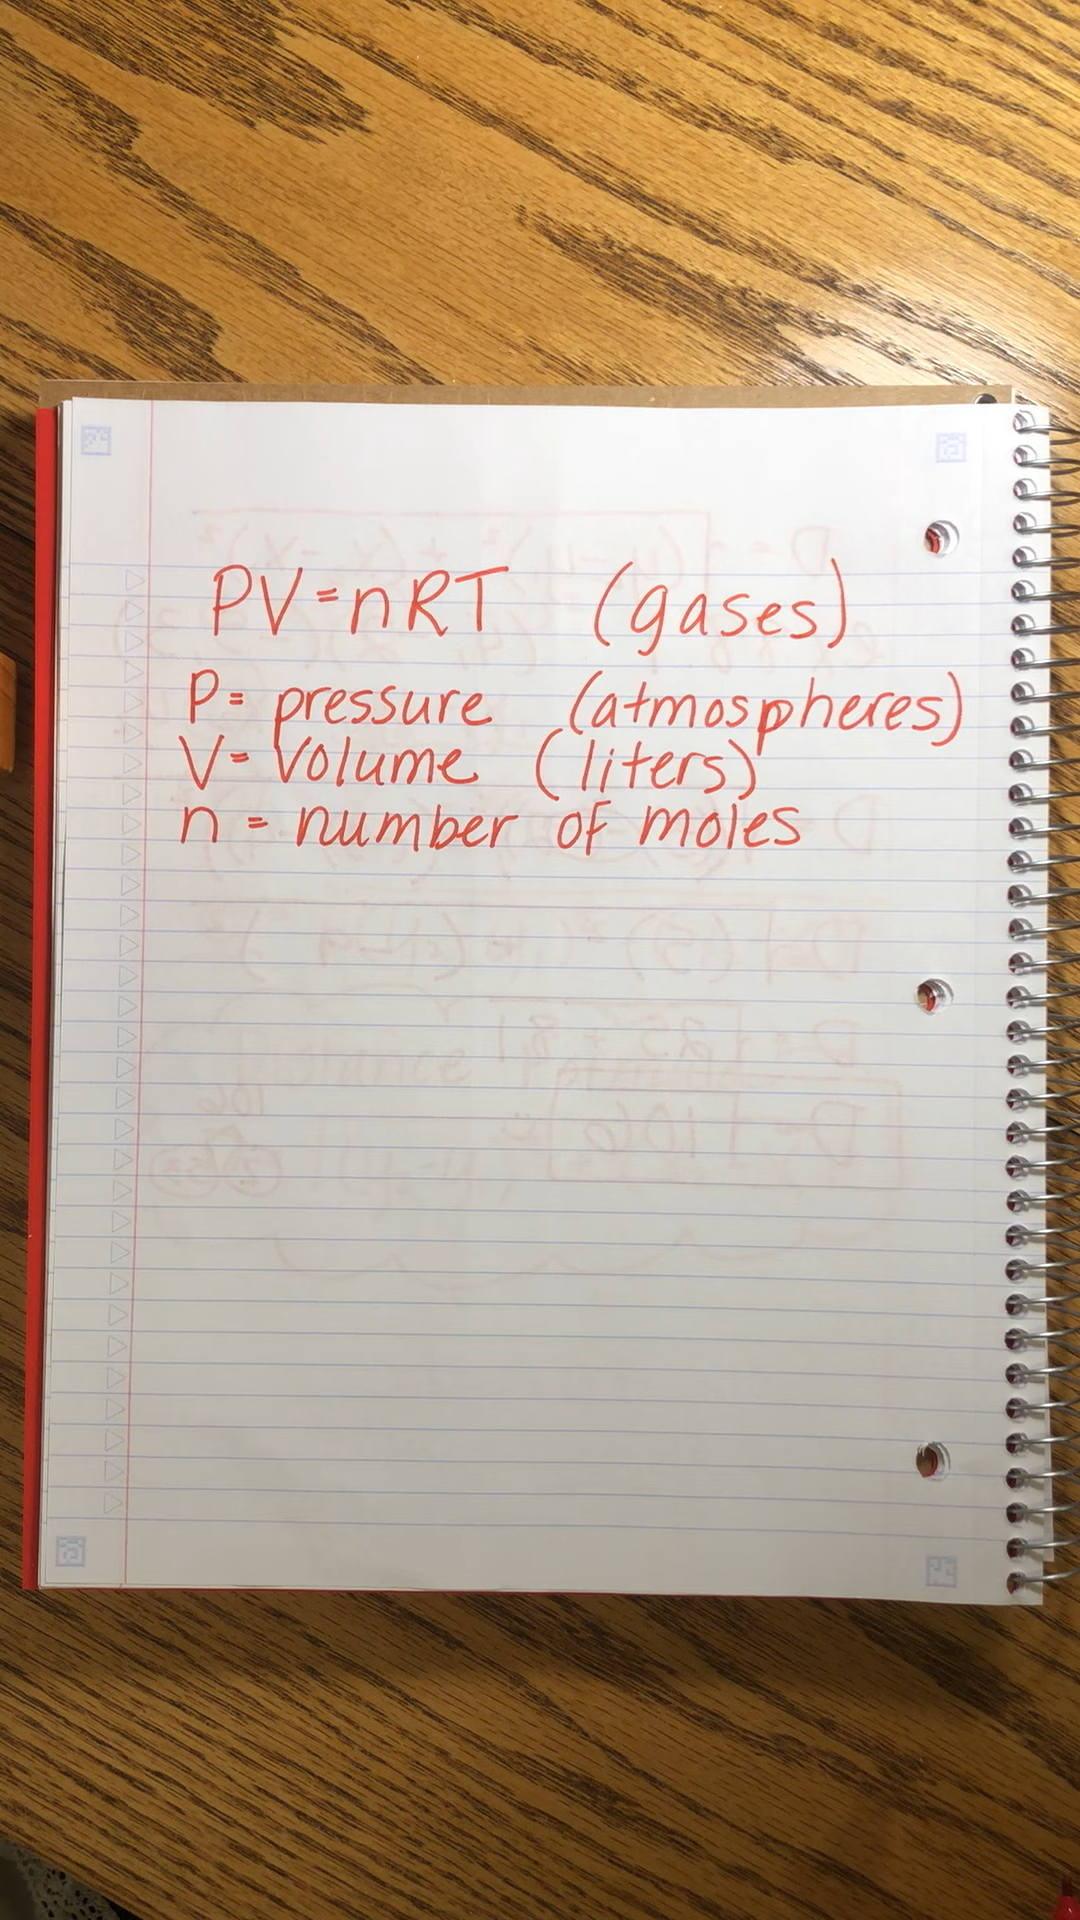 PV=nRT (gases)
P= pressure (atmospheres)
V= Volume (liters)
n = number of moles